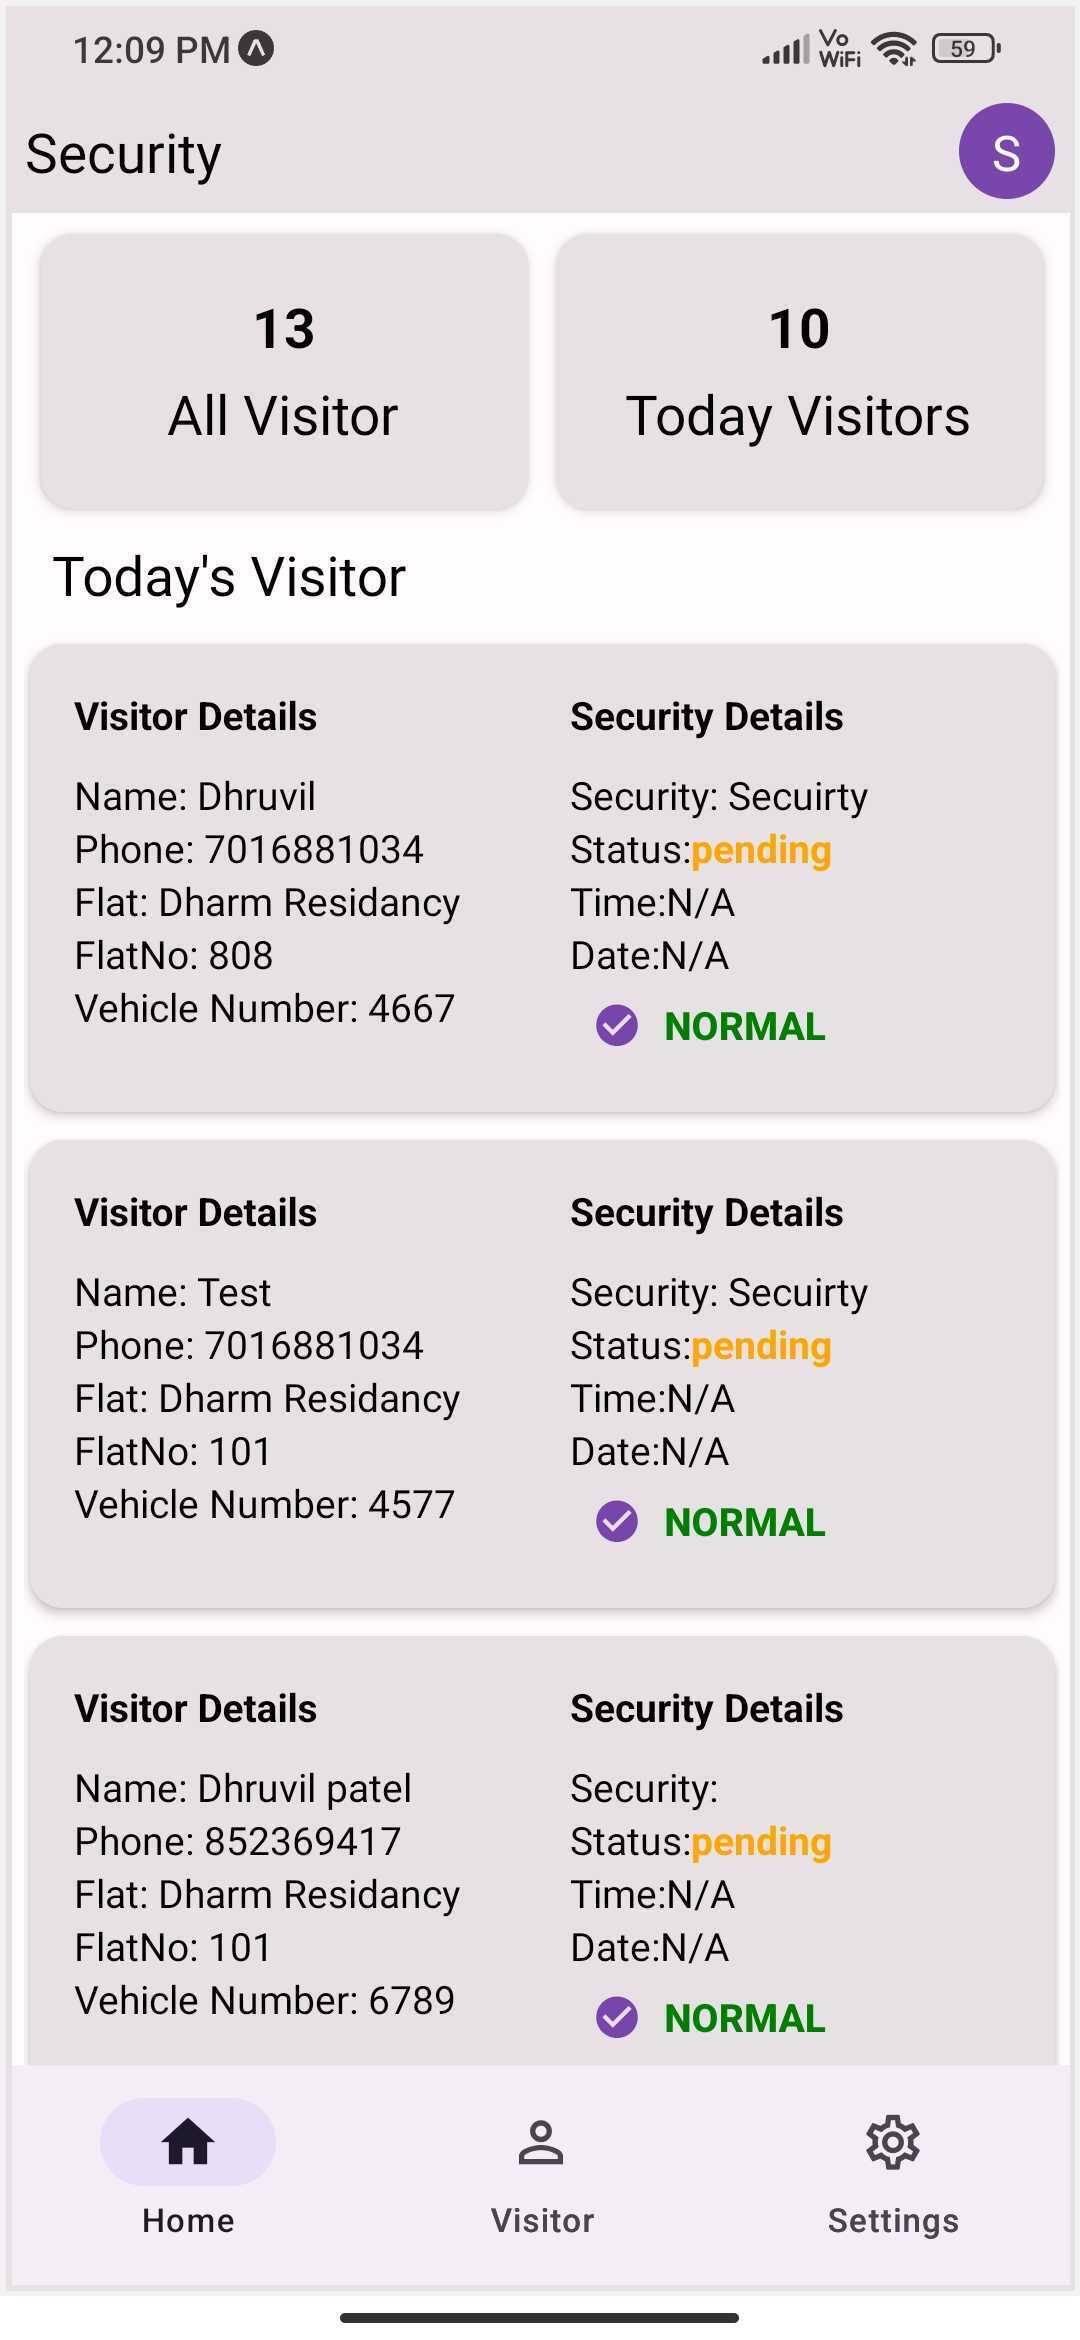 12:09 PM
Vo
WiFi
59
Security
S
13
All Visitor
10
Today Visitors
Today's Visitor
Visitor Details
Name: Dhruvil
Phone: 7016881034
Flat: Dharm Residancy
FlatNo: 808
Vehicle Number: 4667
Security Details
Security: Secuirty
Status:pending
Time:N/A
Date:N/A
NORMAL
Visitor Details
Name: Test
Phone: 7016881034
Flat: Dharm Residancy
FlatNo: 101
Vehicle Number: 4577
Security Details
Security: Secuirty
Status:pending
Time:N/A
Date:N/A
NORMAL
Visitor Details
Name: Dhruvil patel
Phone: 852369417
Flat: Dharm Residancy
FlatNo: 101
Vehicle Number: 6789
Security Details
Security:
Status:pending
Time:N/A
Date:N/A
NORMAL
Home
Visitor
Settings